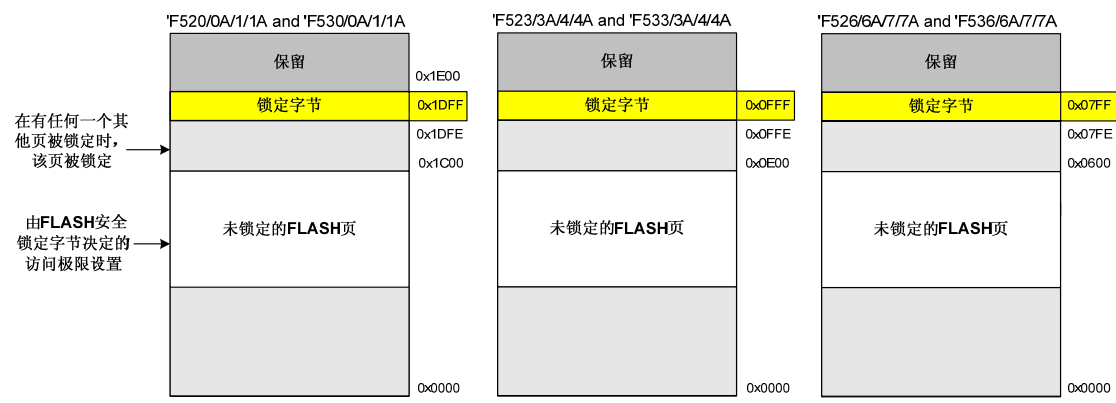 'F520/0A/1/1A and 'F530/0A/1/1A
保留
0x1E00
锁定字节
0x1DFF
0x1DFE
0x1C00
未锁定的FLASH页
0x0000
在有任何一个其
他页被锁定时，
该页被锁定
由FLASH安全
锁定字节决定的
访问极限设置
'F523/3A/4/4A and 'F533/3A/4/4A
保留
锁定字节
0x0FFF
0x0FFE
0x0E00
未锁定的FLASH页
0x0000
'F526/6A/7/7A and 'F536/6A/7/7A
保留
锁定字节
0x07FF
0x07FE
0x0600
未锁定的FLASH页
0x0000